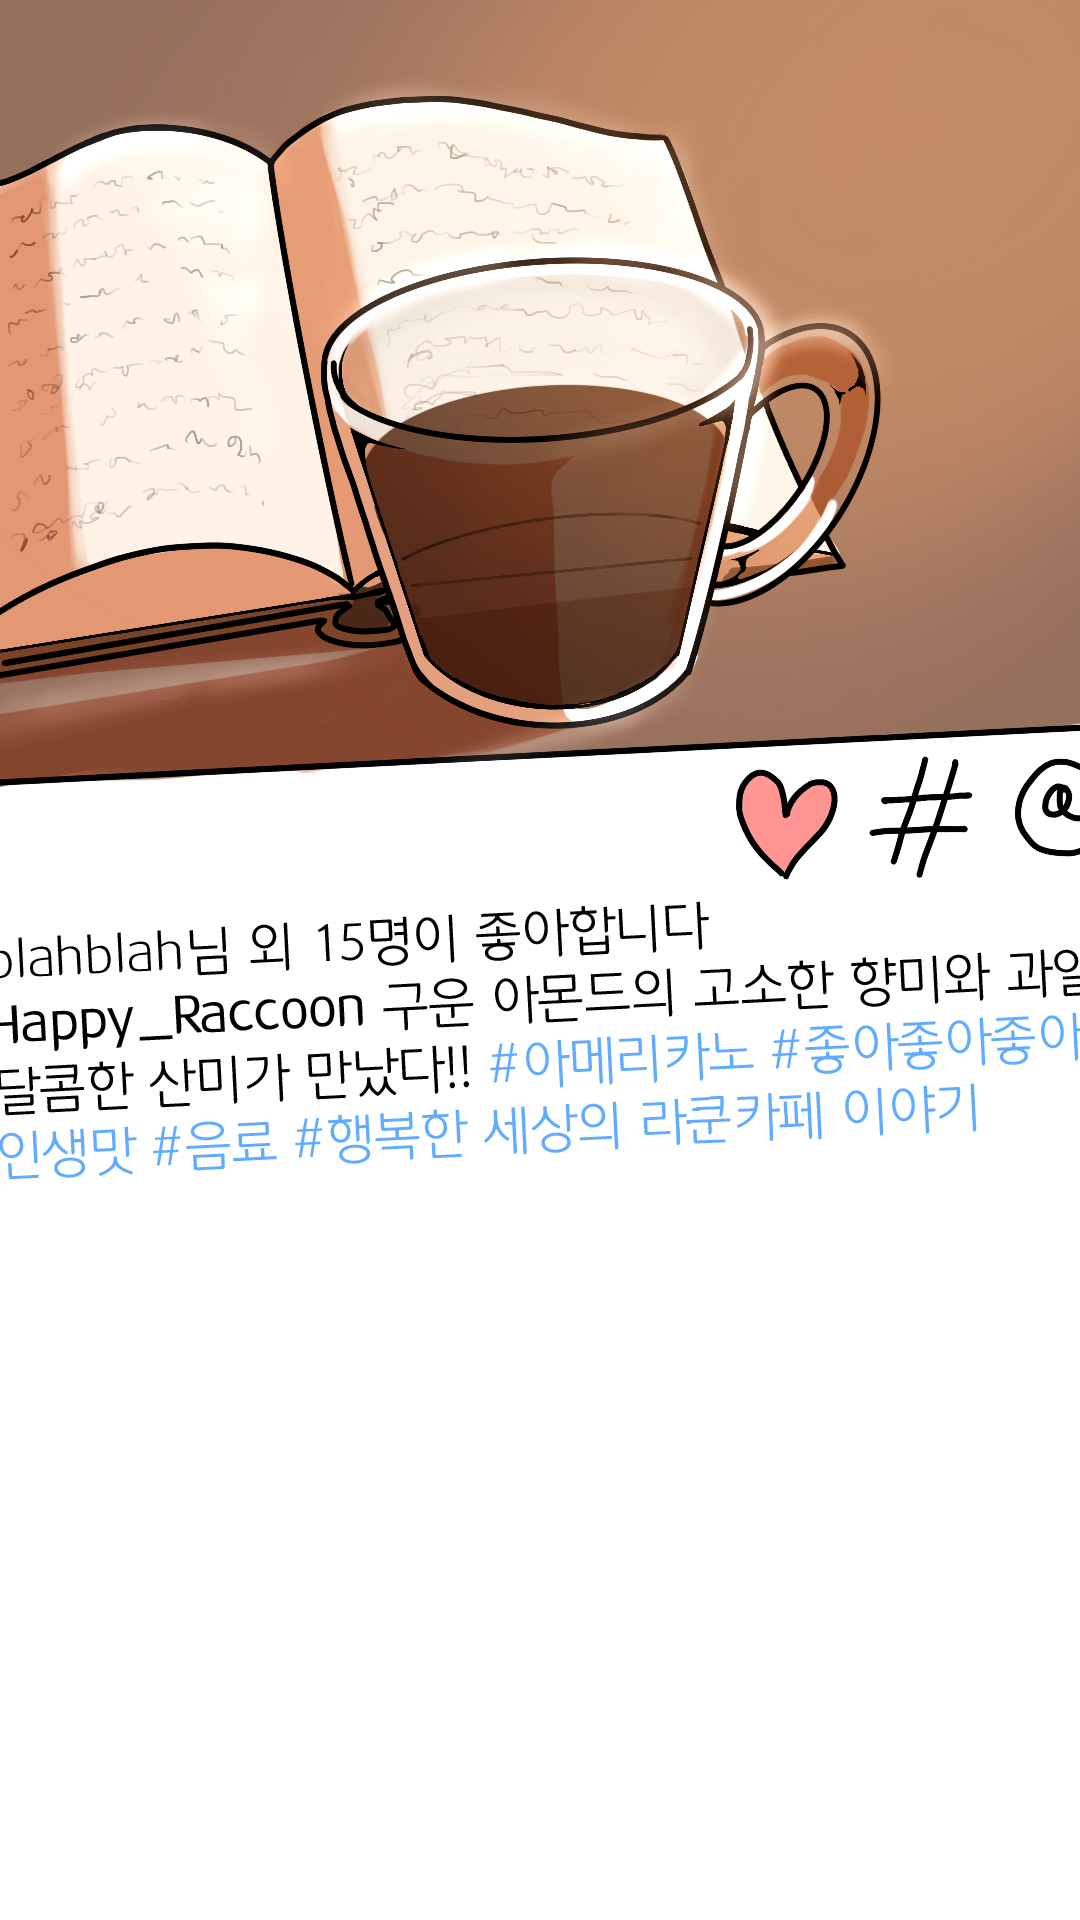 # @
blahblah님 외 15명이 좋아합니다
Happy_Raccoon 구운 아몬드의 고소한 향미와 과일
달콤한 산미가 만났다!! #아메리카노 #좋아좋아좋아
인생맛 #음료 #행복한 세상의 라쿤카페 이야기